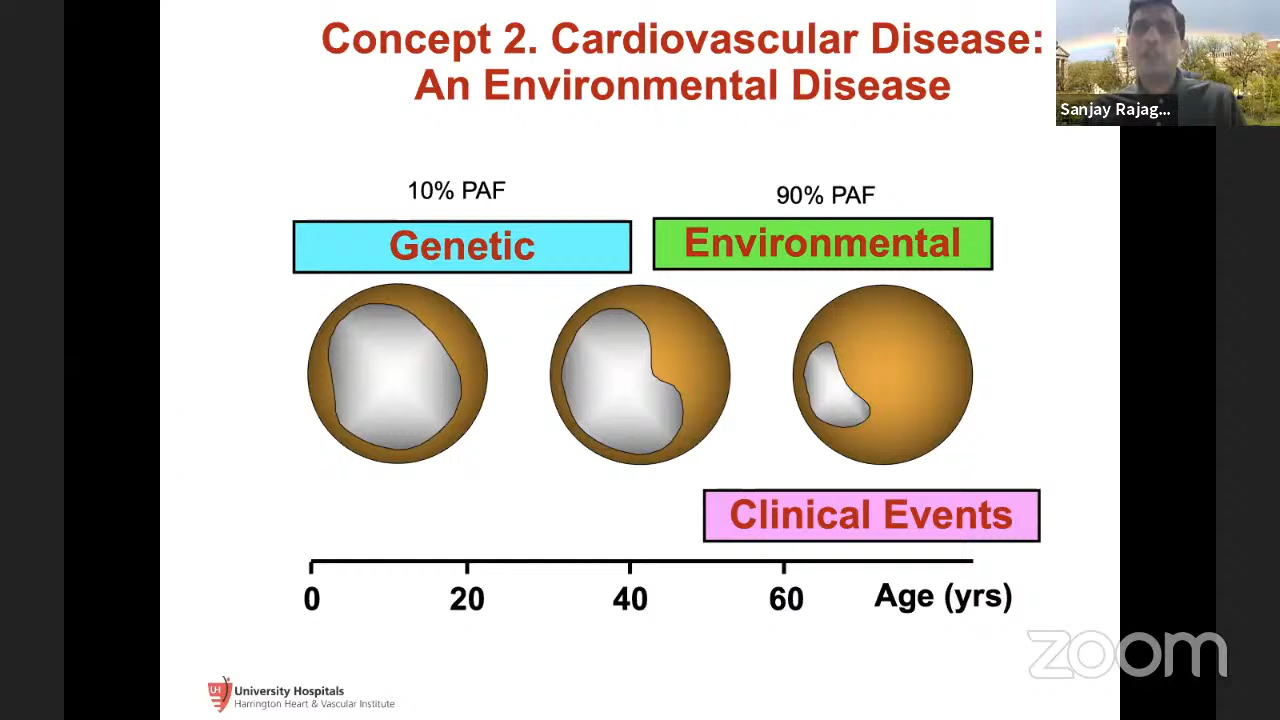 Concept 2. Cardiovascular Disease:
An Environmental Disease
Sanjay Rajag...
10% PAF
90% PAF
Genetic
Environmental
Clinical Events
0
20
40
60
Age (yrs)
zoom
UH
University Hospitals
Harrington Heart & Vascular Institute